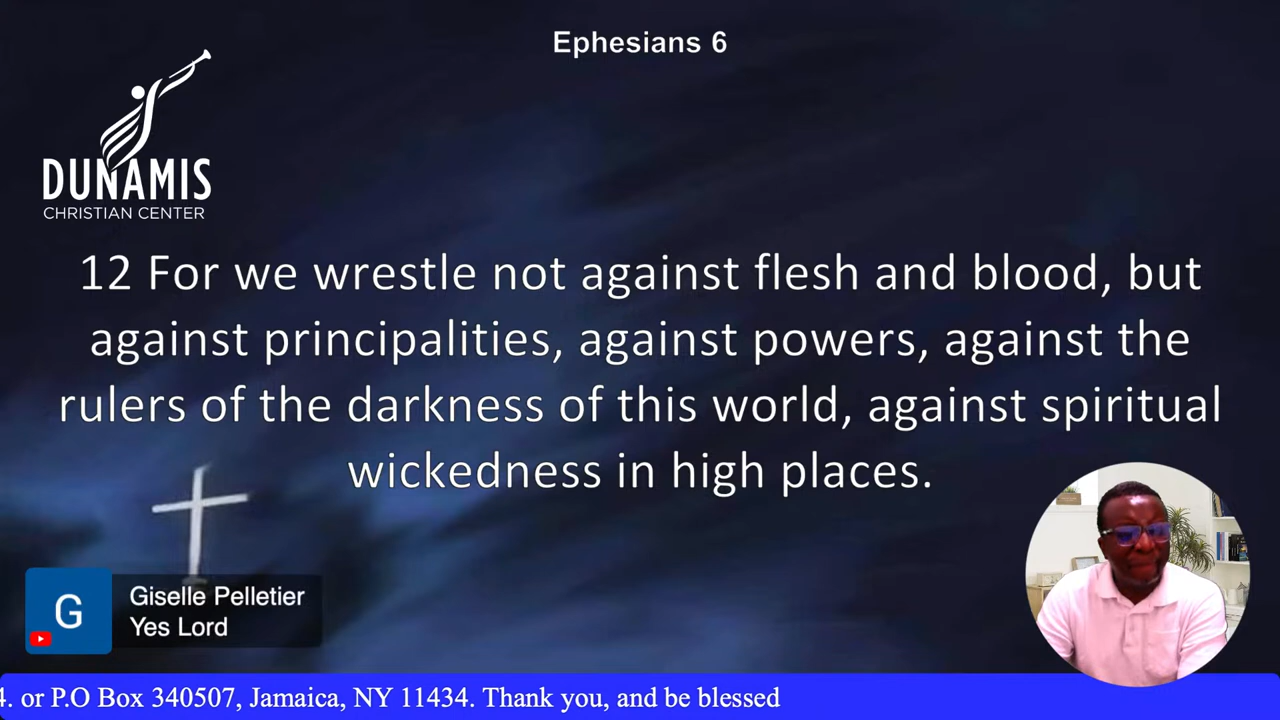 Ephesians 6
DUNAMIS
CHRISTIAN CENTER
12 For we wrestle not against flesh and blood, but
against principalities, against powers, against the
rulers of the darkness of this world, against spiritual
wickedness in high places.
G
Giselle Pelletier
Yes Lord
4. or P.O Box 340507, Jamaica, NY 11434. Thank you, and be blessed